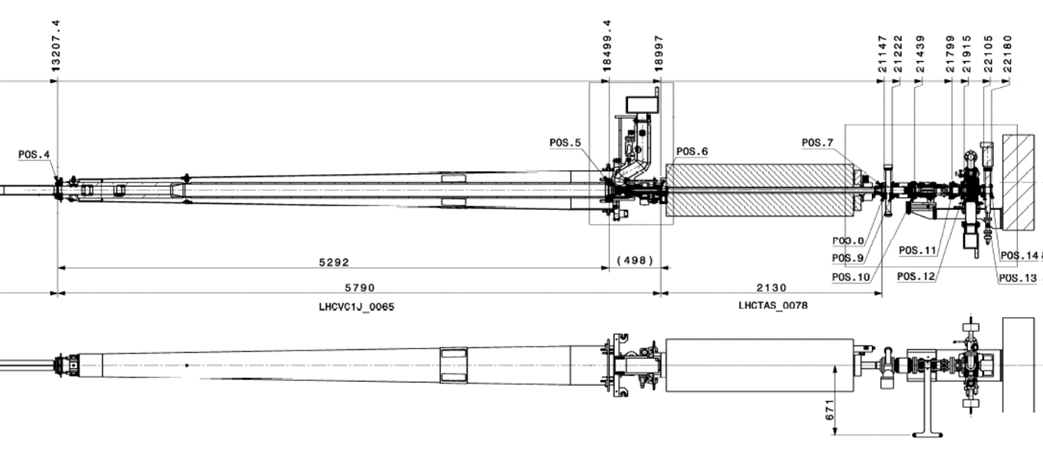 13207.4
18499.4
18997
21147
21222
21439
21799
21915
22105
22180
POS.4
POS.5
POS.6
POS.7
POS.9
POS.10
POS.11
POS.12
POS.14
POS.13
5292
(498)
5790
2130
LHCVC1J_0065
LHCTAS_0078
671